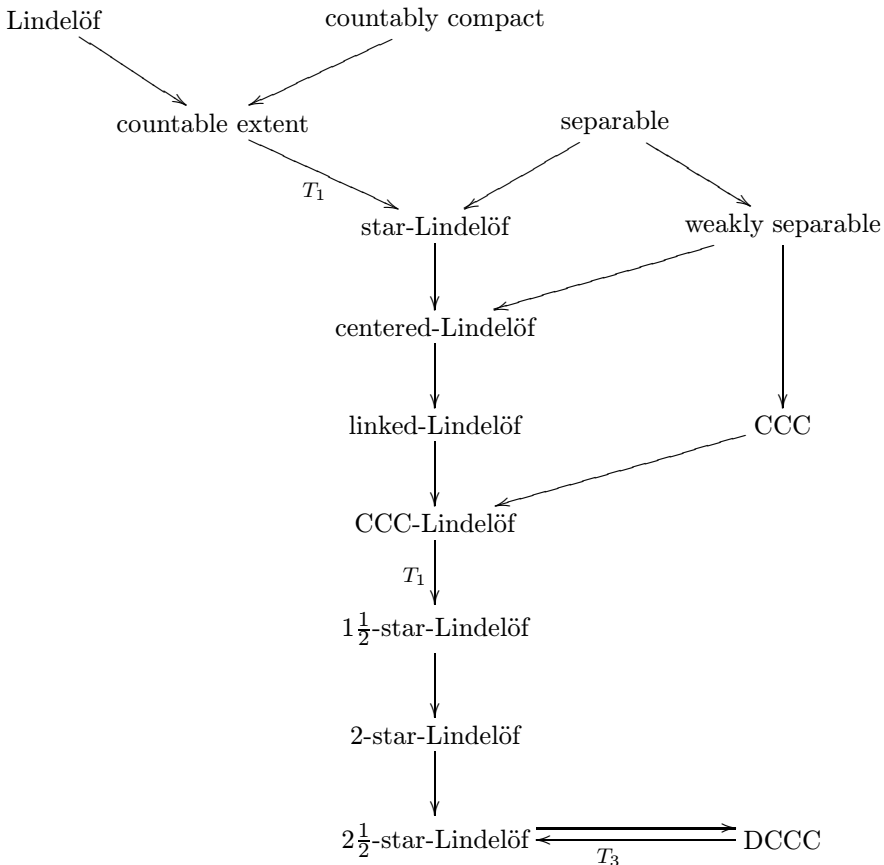 Lindelöf
countably compact
countable extent
separable
T₁
star-Lindelöf
weakly separable
centered-Lindelöf
linked-Lindelöf
CCC
CCC-Lindelöf
T₁
1½-star-Lindelöf
2-star-Lindelöf
2½-star-Lindelöf
DCCC
T₃